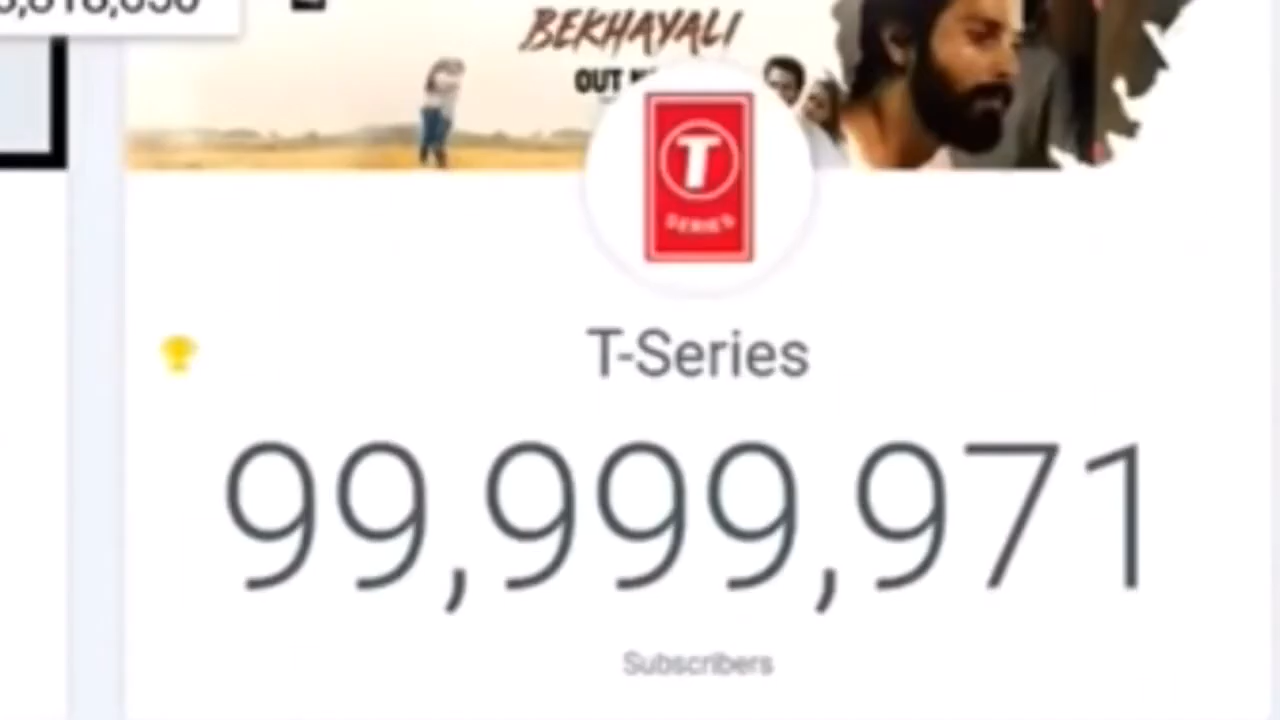 BEKHAYALI
OUT
T
SERIES
T-Series
99,999,971
Subscribers